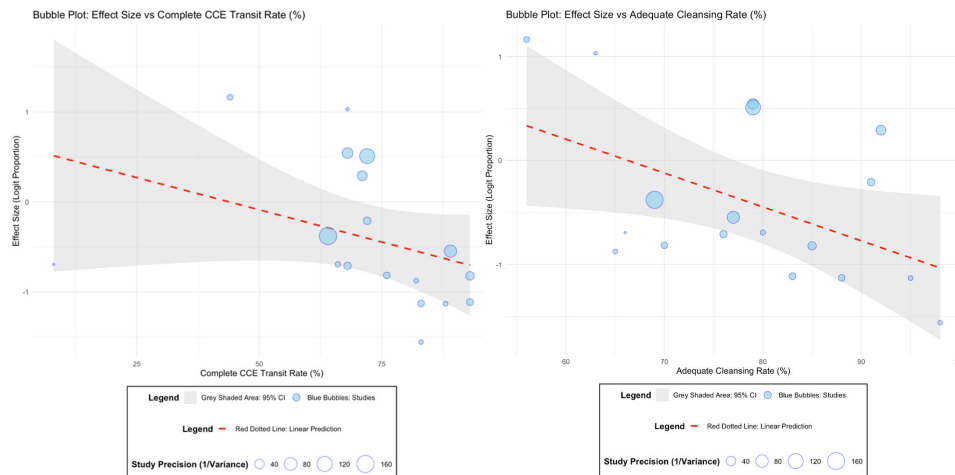 Bubble Plot: Effect Size vs Complete CCE Transit Rate (%)
Effect Size (Logit Proportion)
1
0
-1
25
50
75
Complete CCE Transit Rate (%)
Legend Grey Shaded Area: 95% CI Blue Bubbles: Studies
Legend Red Dotted Line: Linear Prediction
Study Precision (1/Variance) 40 80 120 160
Bubble Plot: Effect Size vs Adequate Cleansing Rate (%)
Effect Size (Logit Proportion)
1
0
-1
60
70
80
90
Adequate Cleansing Rate (%)
Legend Grey Shaded Area: 95% CI Blue Bubbles: Studies
Legend Red Dotted Line: Linear Prediction
Study Precision (1/Variance) 40 80 120 160